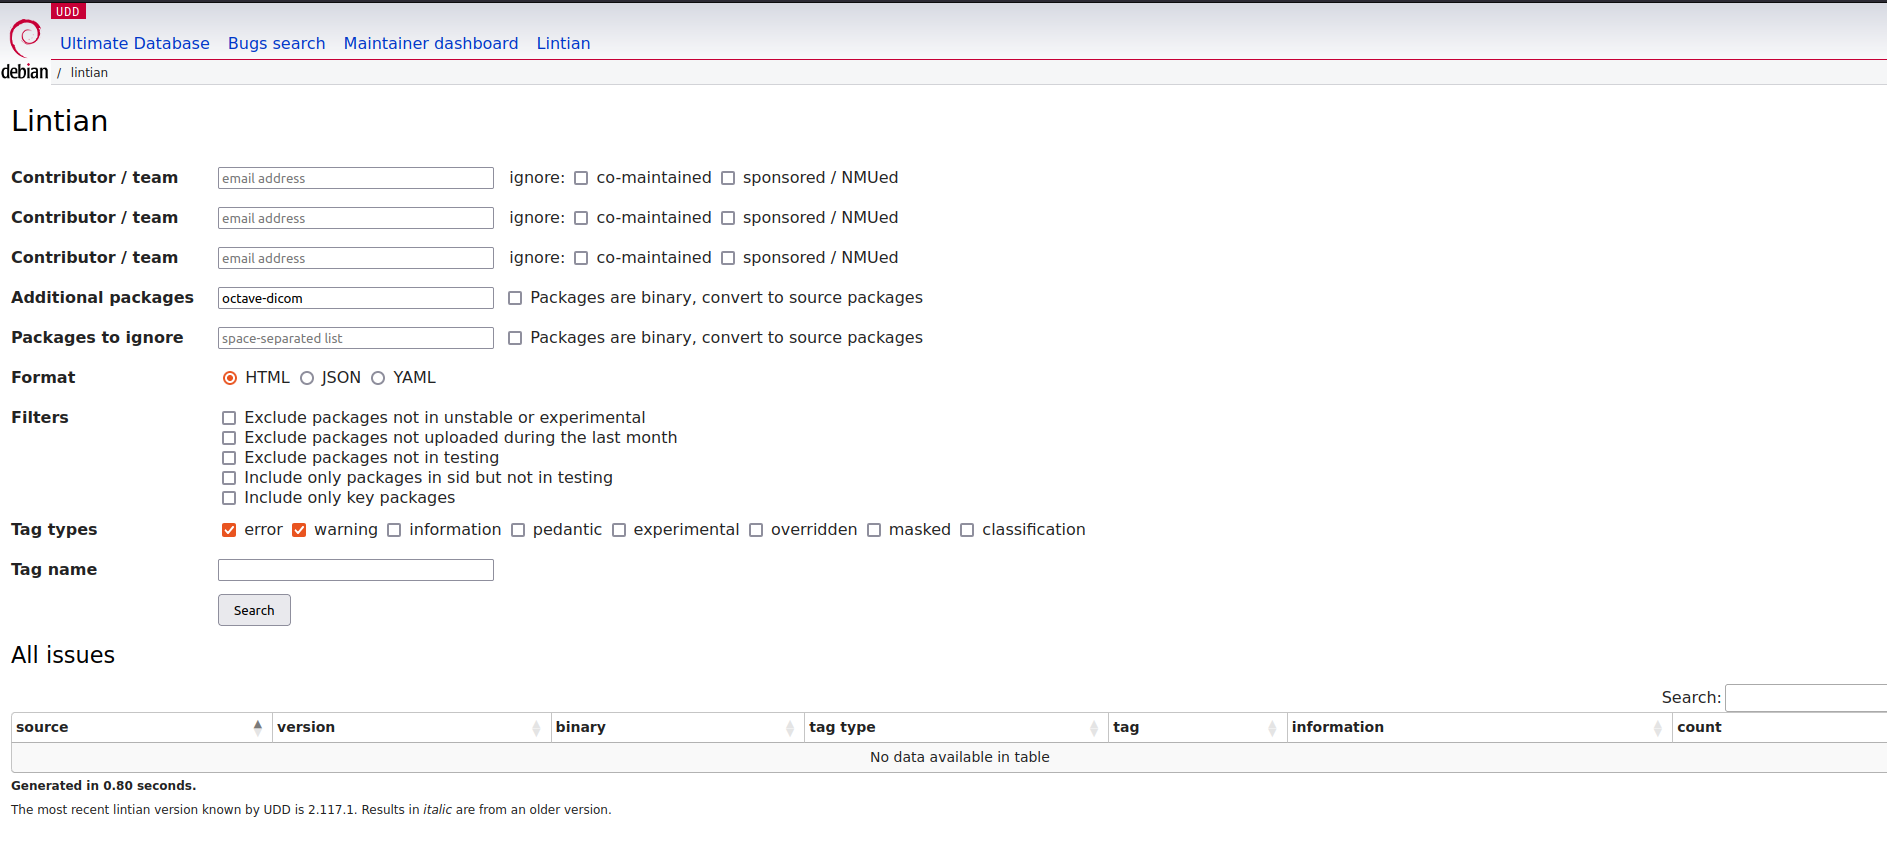 UDD
Ultimate Database Bugs search Maintainer dashboard Lintian
debian / lintian
Lintian
Contributor / team email address ignore: co-maintained sponsored / NMUed
Contributor / team email address ignore: co-maintained sponsored / NMUed
Contributor / team email address ignore: co-maintained sponsored / NMUed
Additional packages octave-dicom Packages are binary, convert to source packages
Packages to ignore space-separated list Packages are binary, convert to source packages
Format HTML JSON YAML
Filters Exclude packages not in unstable or experimental
Exclude packages not uploaded during the last month
Exclude packages not in testing
Include only packages in sid but not in testing
Include only key packages
Tag types error warning information pedantic experimental overridden masked classification
Tag name
Search
All issues
Search:
source version binary tag type tag information count
No data available in table
Generated in 0.80 seconds.
The most recent lintian version known by UDD is 2.117.1. Results in italic are from an older version.